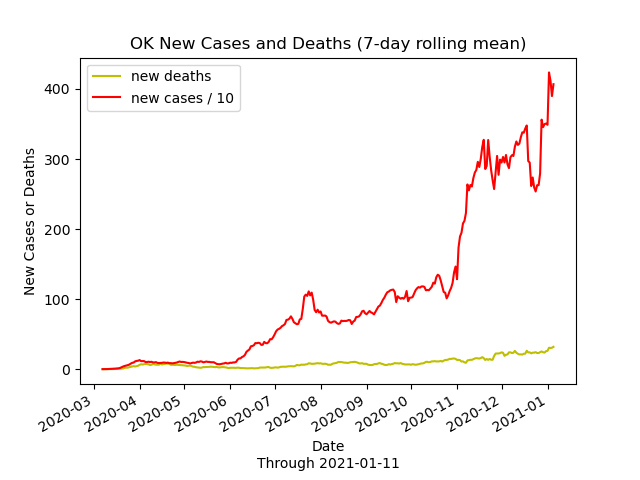 OK New Cases and Deaths (7-day rolling mean)
new deaths
new cases / 10
New Cases or Deaths
400
300
200
100
0
2020-03
2020-04
2020-05
2020-06
2020-07
2020-08
2020-09
2020-10
2020-11
2020-12
2021-01
Date
Through 2021-01-11